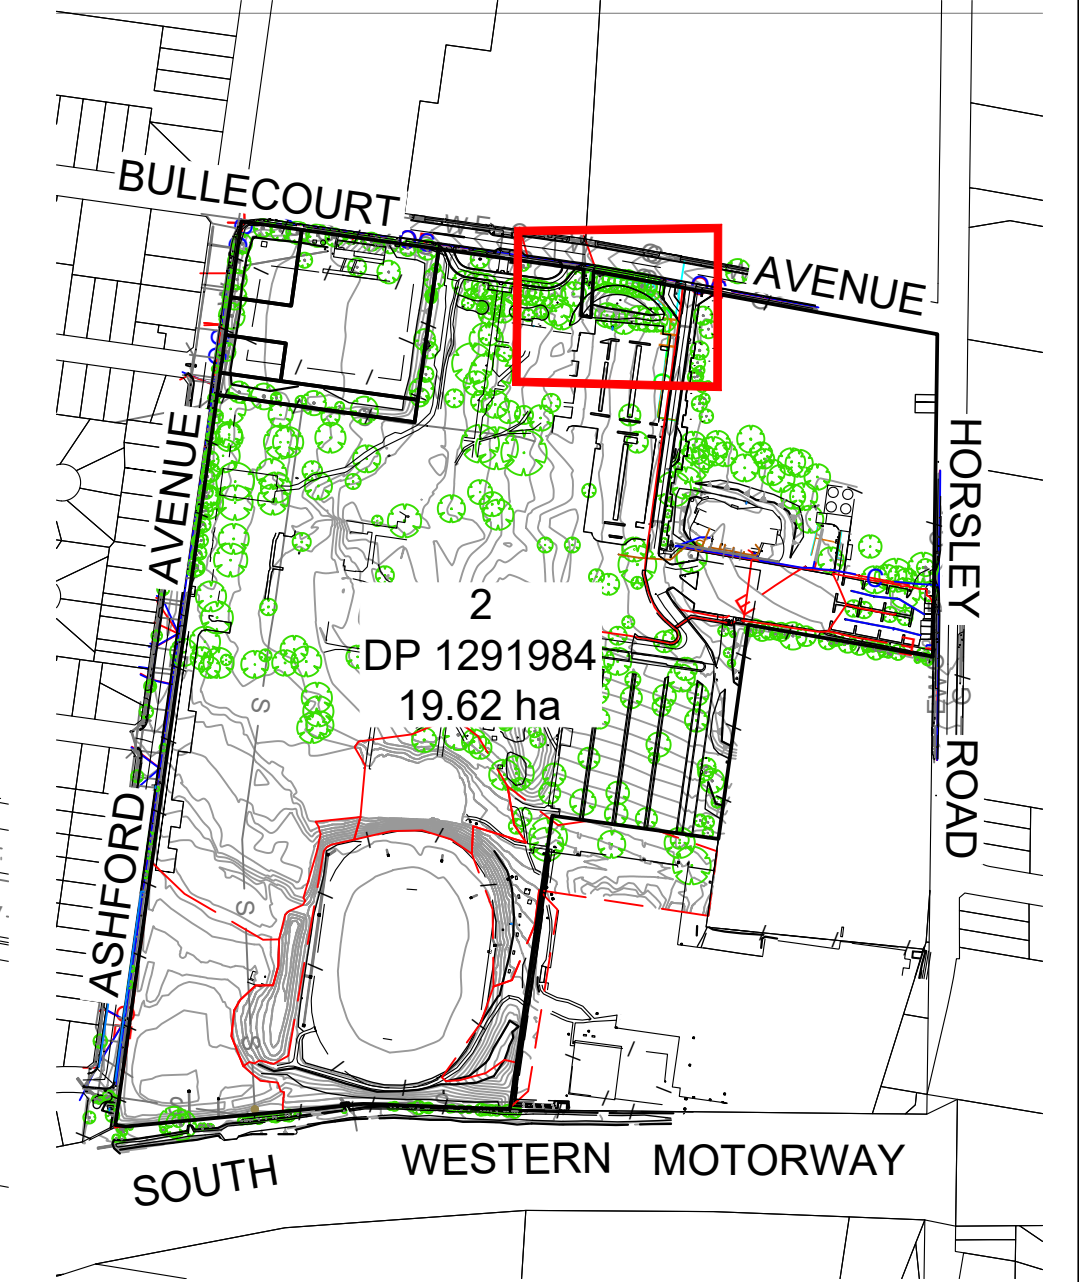 BULLECOURT
AVENUE
HORSLEY
AVENUE
2
DP 1291984
19.62 ha
S
ROAD
ASHFORD
S
S
SOUTH
WESTERN MOTORWAY